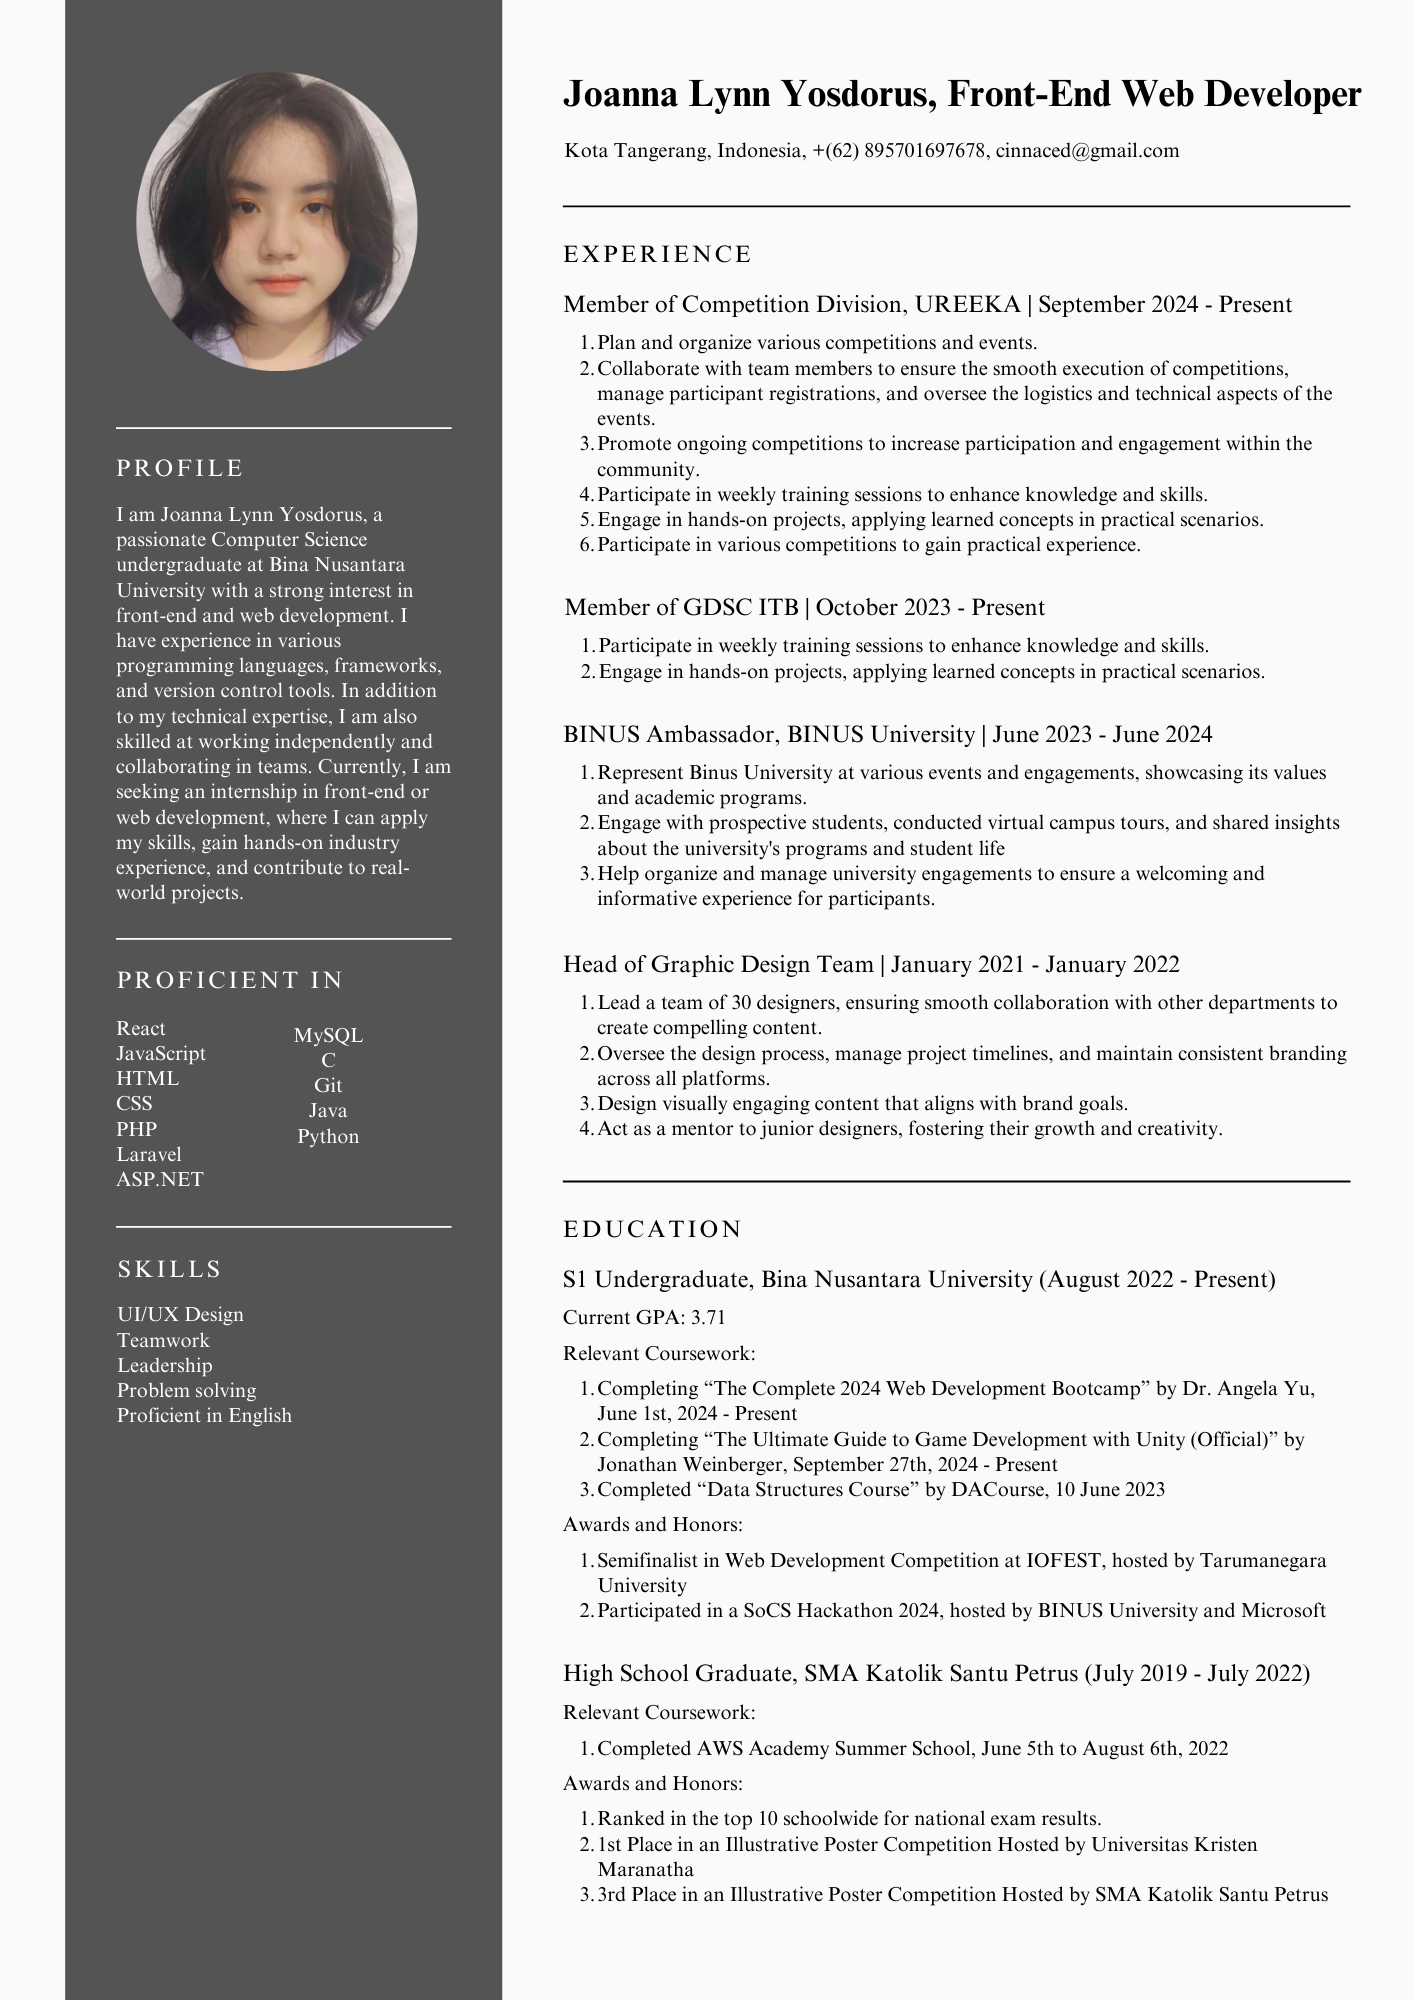 Joanna Lynn Yosdorus, Front-End Web Developer
Kota Tangerang, Indonesia, +(62) 895701697678, cinnaced@gmail.com
PROFILE
I am Joanna Lynn Yosdorus, a
passionate Computer Science
undergraduate at Bina Nusantara
University with a strong interest in
front-end and web development. I
have experience in various
programming languages, frameworks,
and version control tools. In addition
to my technical expertise, I am also
skilled at working independently and
collaborating in teams. Currently, I am
seeking an internship in front-end or
web development, where I can apply
my skills, gain hands-on industry
experience, and contribute to real-
world projects.
PROFICIENT IN
React
JavaScript
HTML
CSS
PHP
Laravel
ASP.NET
MySQL
C
Git
Java
Python
SKILLS
UI/UX Design
Teamwork
Leadership
Problem solving
Proficient in English
EXPERIENCE
Member of Competition Division, UREEKA | September 2024 - Present
1. Plan and organize various competitions and events.
2. Collaborate with team members to ensure the smooth execution of competitions,
manage participant registrations, and oversee the logistics and technical aspects of the
events.
3. Promote ongoing competitions to increase participation and engagement within the
community.
4. Participate in weekly training sessions to enhance knowledge and skills.
5. Engage in hands-on projects, applying learned concepts in practical scenarios.
6. Participate in various competitions to gain practical experience.
Member of GDSC ITB | October 2023 - Present
1. Participate in weekly training sessions to enhance knowledge and skills.
2. Engage in hands-on projects, applying learned concepts in practical scenarios.
BINUS Ambassador, BINUS University | June 2023 - June 2024
1. Represent Binus University at various events and engagements, showcasing its values
and academic programs.
2. Engage with prospective students, conducted virtual campus tours, and shared insights
about the university's programs and student life
3. Help organize and manage university engagements to ensure a welcoming and
informative experience for participants.
Head of Graphic Design Team | January 2021 - January 2022
1. Lead a team of 30 designers, ensuring smooth collaboration with other departments to
create compelling content.
2. Oversee the design process, manage project timelines, and maintain consistent branding
across all platforms.
3. Design visually engaging content that aligns with brand goals.
4. Act as a mentor to junior designers, fostering their growth and creativity.
EDUCATION
S1 Undergraduate, Bina Nusantara University (August 2022 - Present)
Current GPA: 3.71
Relevant Coursework:
1. Completing “The Complete 2024 Web Development Bootcamp” by Dr. Angela Yu,
June 1st, 2024 - Present
2. Completing “The Ultimate Guide to Game Development with Unity (Official)” by
Jonathan Weinberger, September 27th, 2024 - Present
3. Completed “Data Structures Course” by DACourse, 10 June 2023
Awards and Honors:
1. Semifinalist in Web Development Competition at IOFEST, hosted by Tarumanegara
University
2. Participated in a SoCS Hackathon 2024, hosted by BINUS University and Microsoft
High School Graduate, SMA Katolik Santu Petrus (July 2019 - July 2022)
Relevant Coursework:
1. Completed AWS Academy Summer School, June 5th to August 6th, 2022
Awards and Honors:
1. Ranked in the top 10 schoolwide for national exam results.
2. 1st Place in an Illustrative Poster Competition Hosted by Universitas Kristen
Maranatha
3. 3rd Place in an Illustrative Poster Competition Hosted by SMA Katolik Santu Petrus